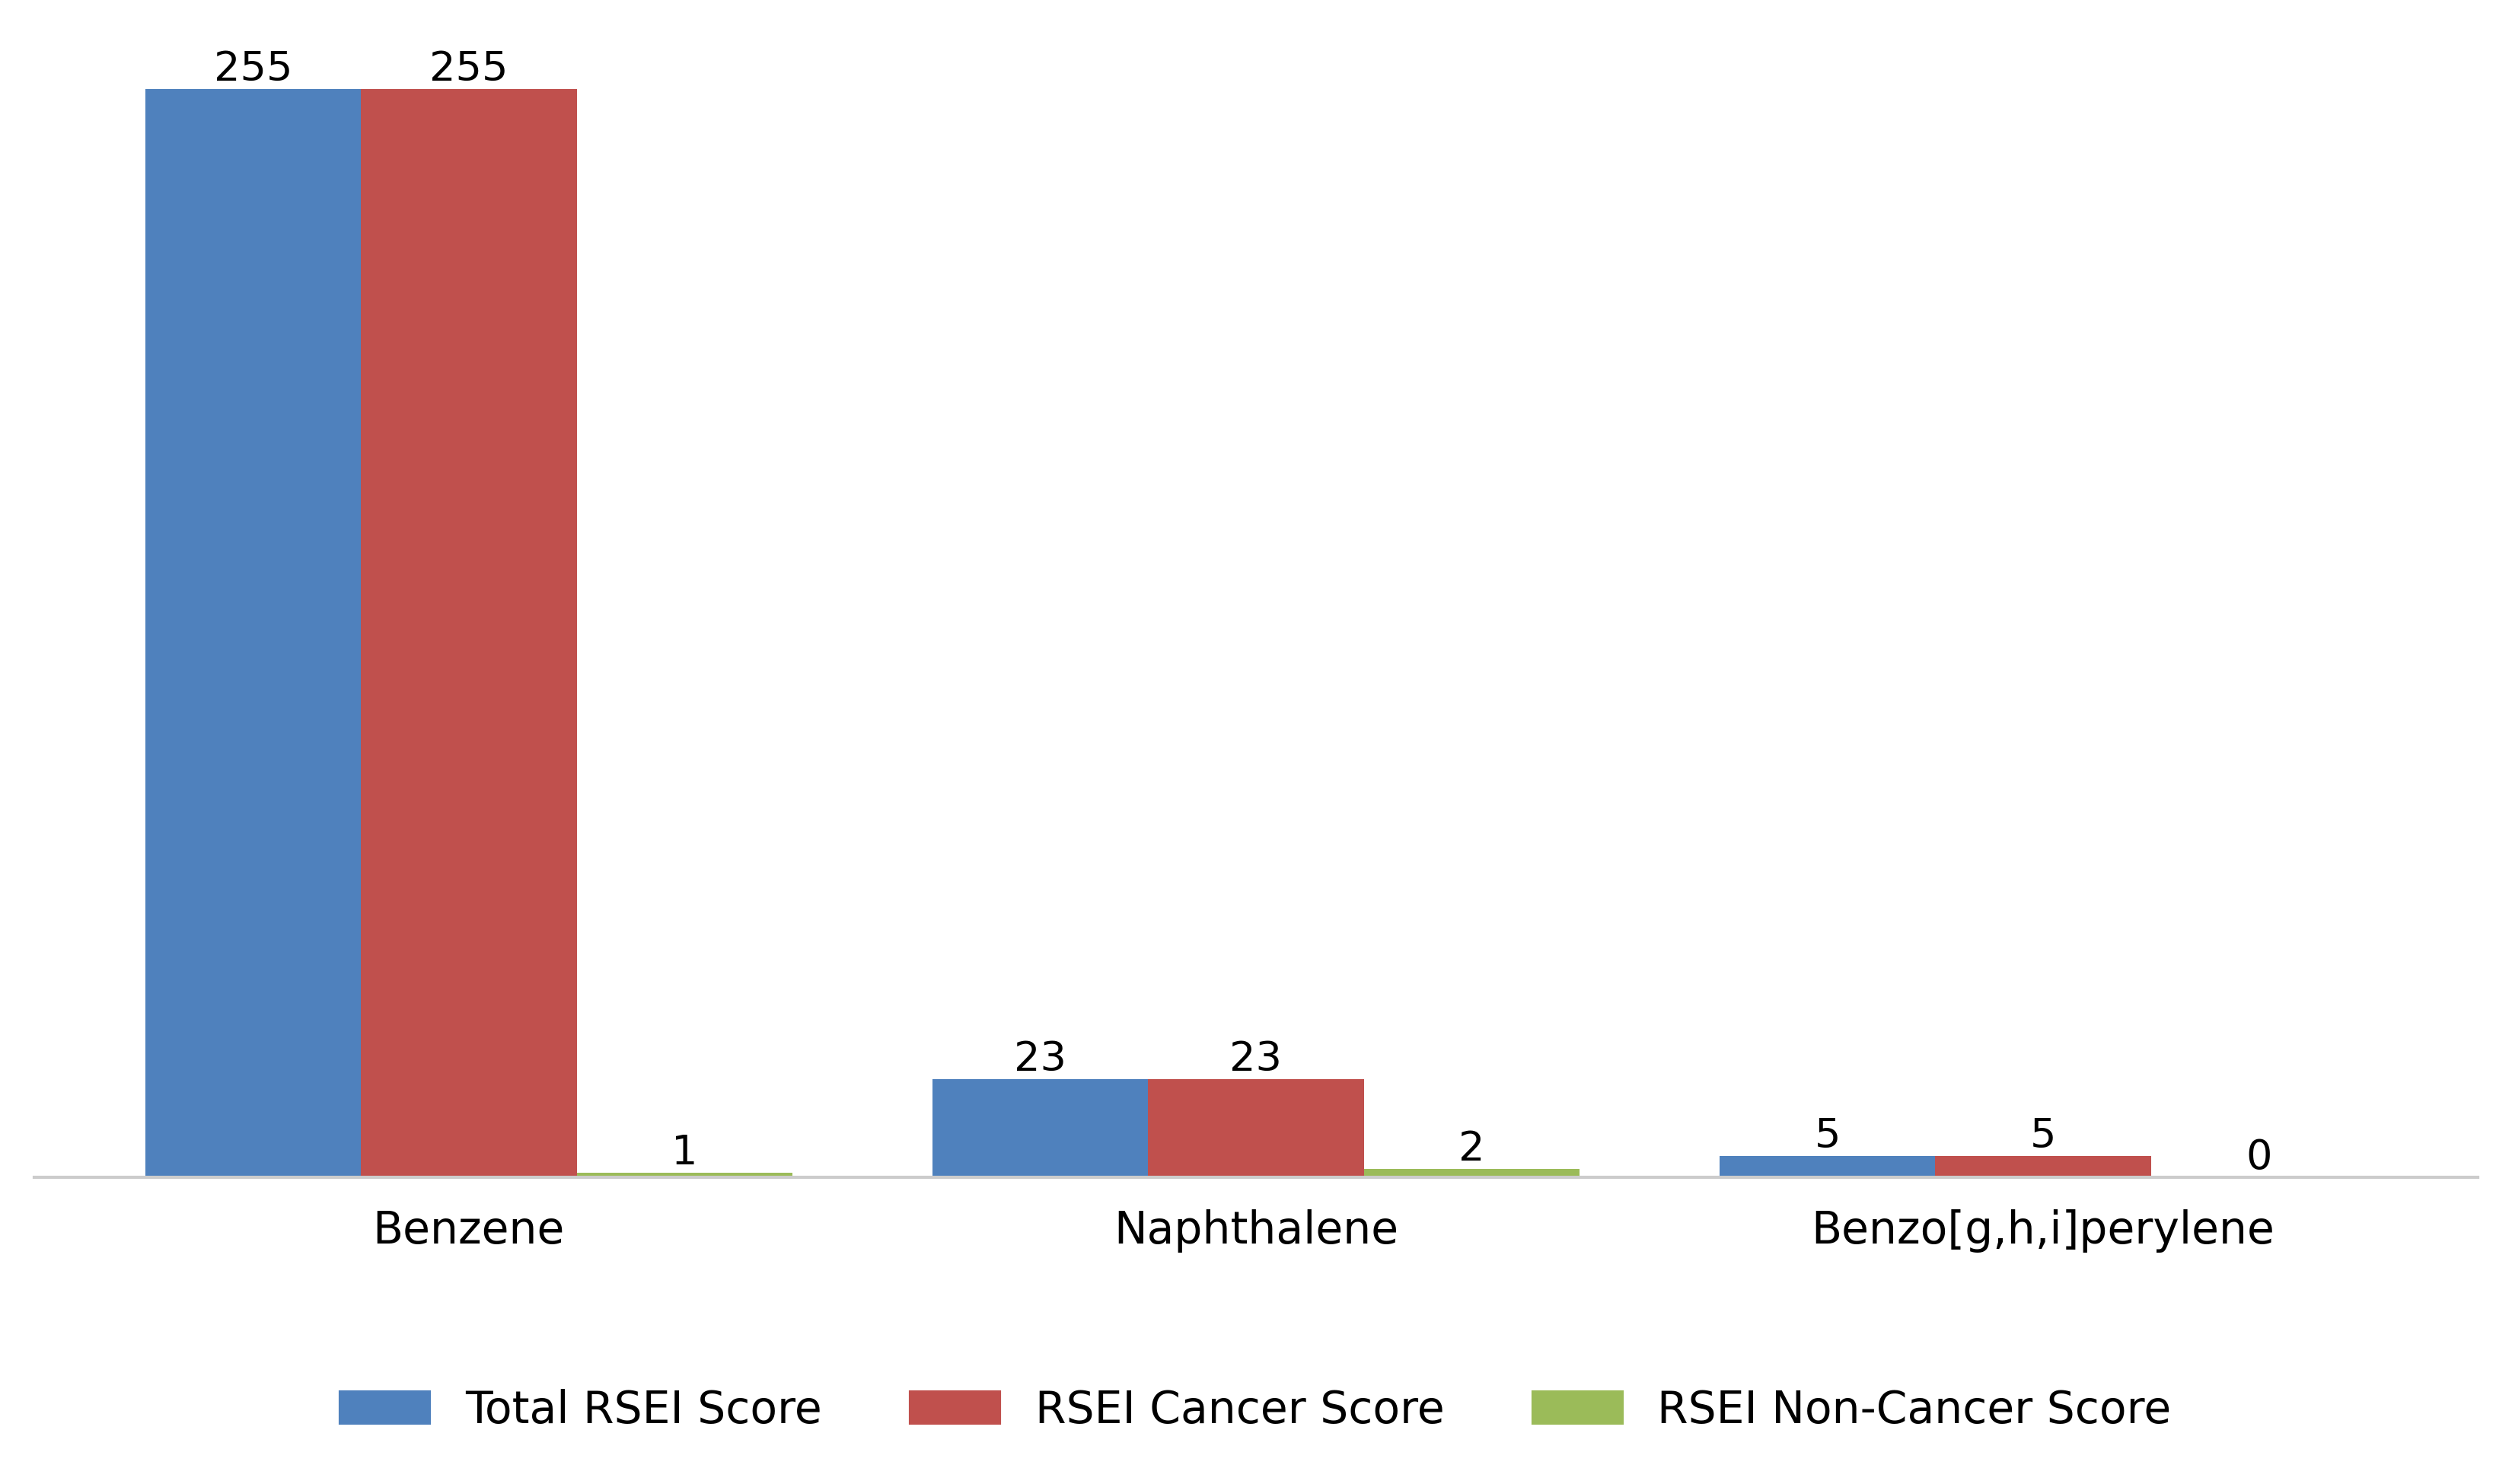 255 255
23 23
1 2 5 5 0
Benzene Naphthalene Benzo[g,h,i]perylene
Total RSEI Score RSEI Cancer Score RSEI Non-Cancer Score